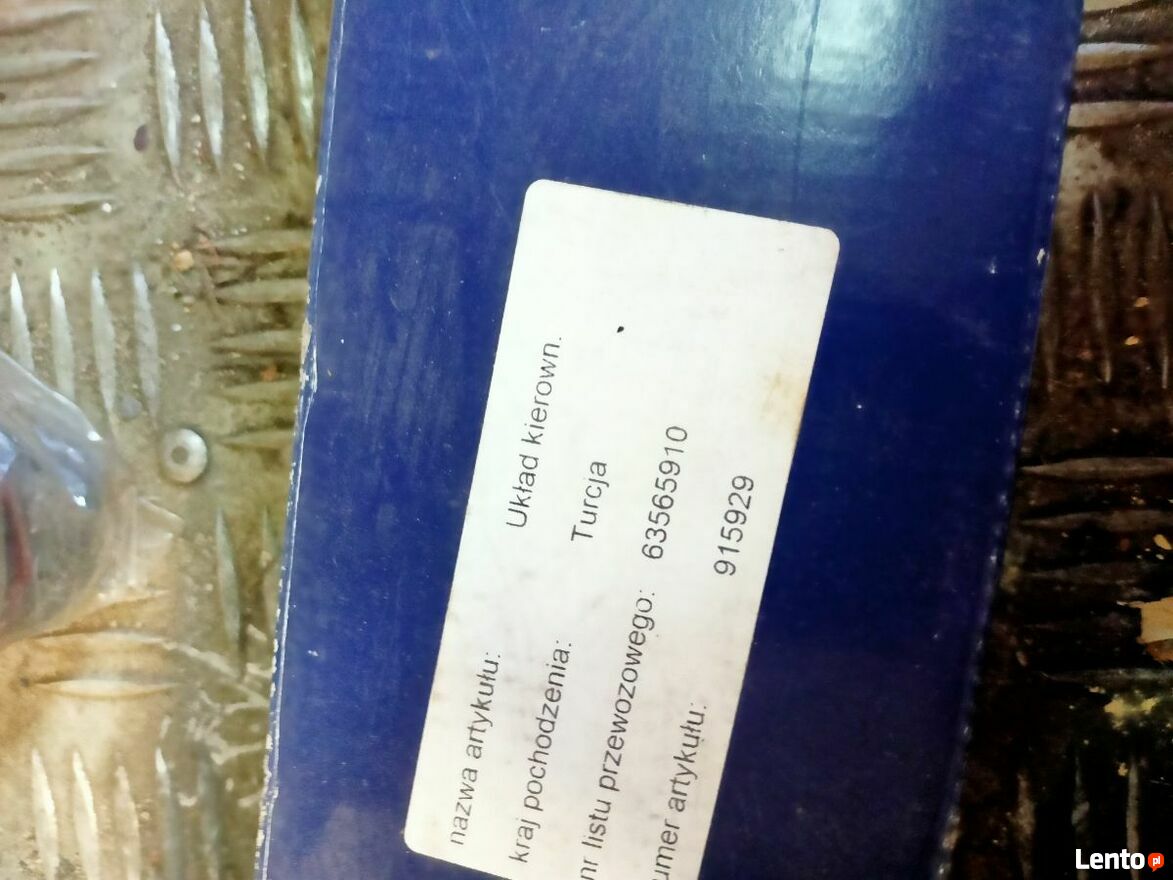 nazwa artykułu: Układ kierown.
kraj pochodzenia: Turcja
nr listu przewozowego: 63565910
umer artykułu: 915929
Lento.pl